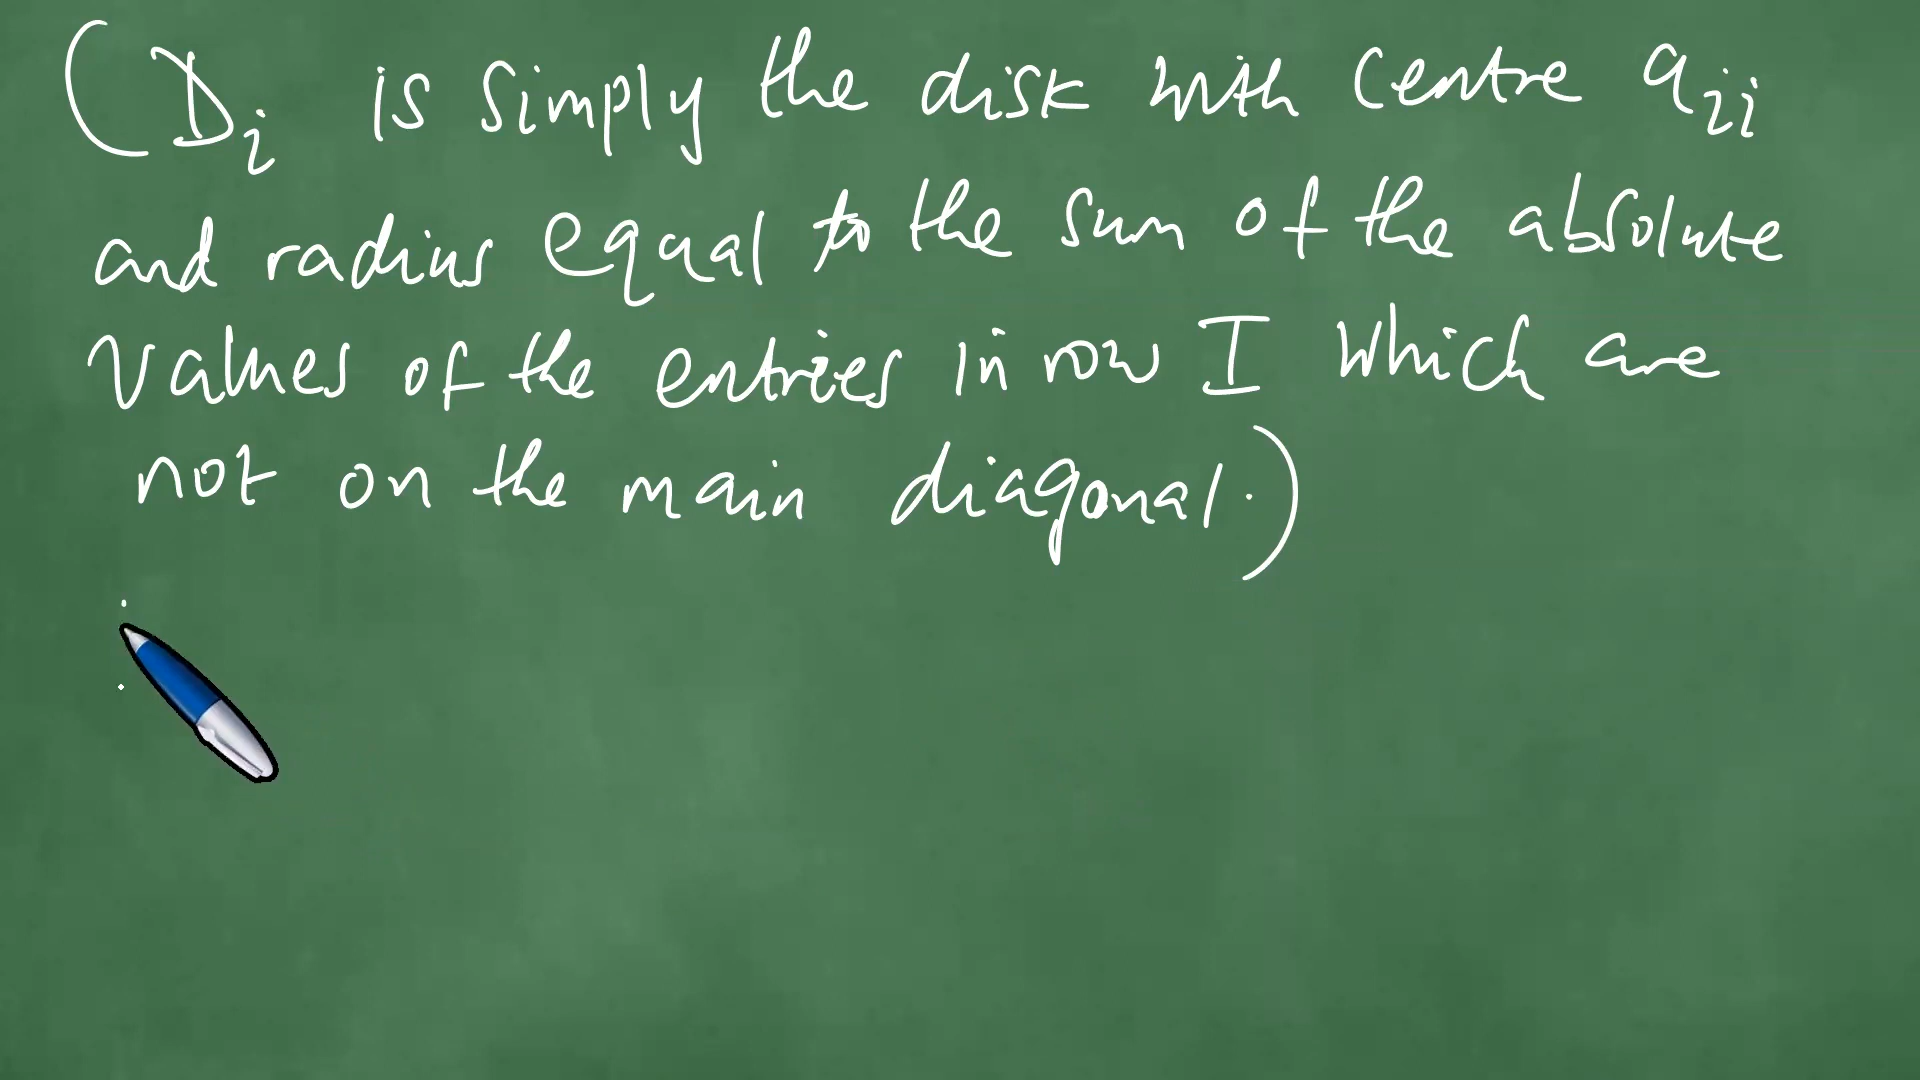 (Dᵢ is simply the disk with centre aᵢᵢ
and radius equal to the sum of the absolute
values of the entries in row I which are
not on the main diagonal.)